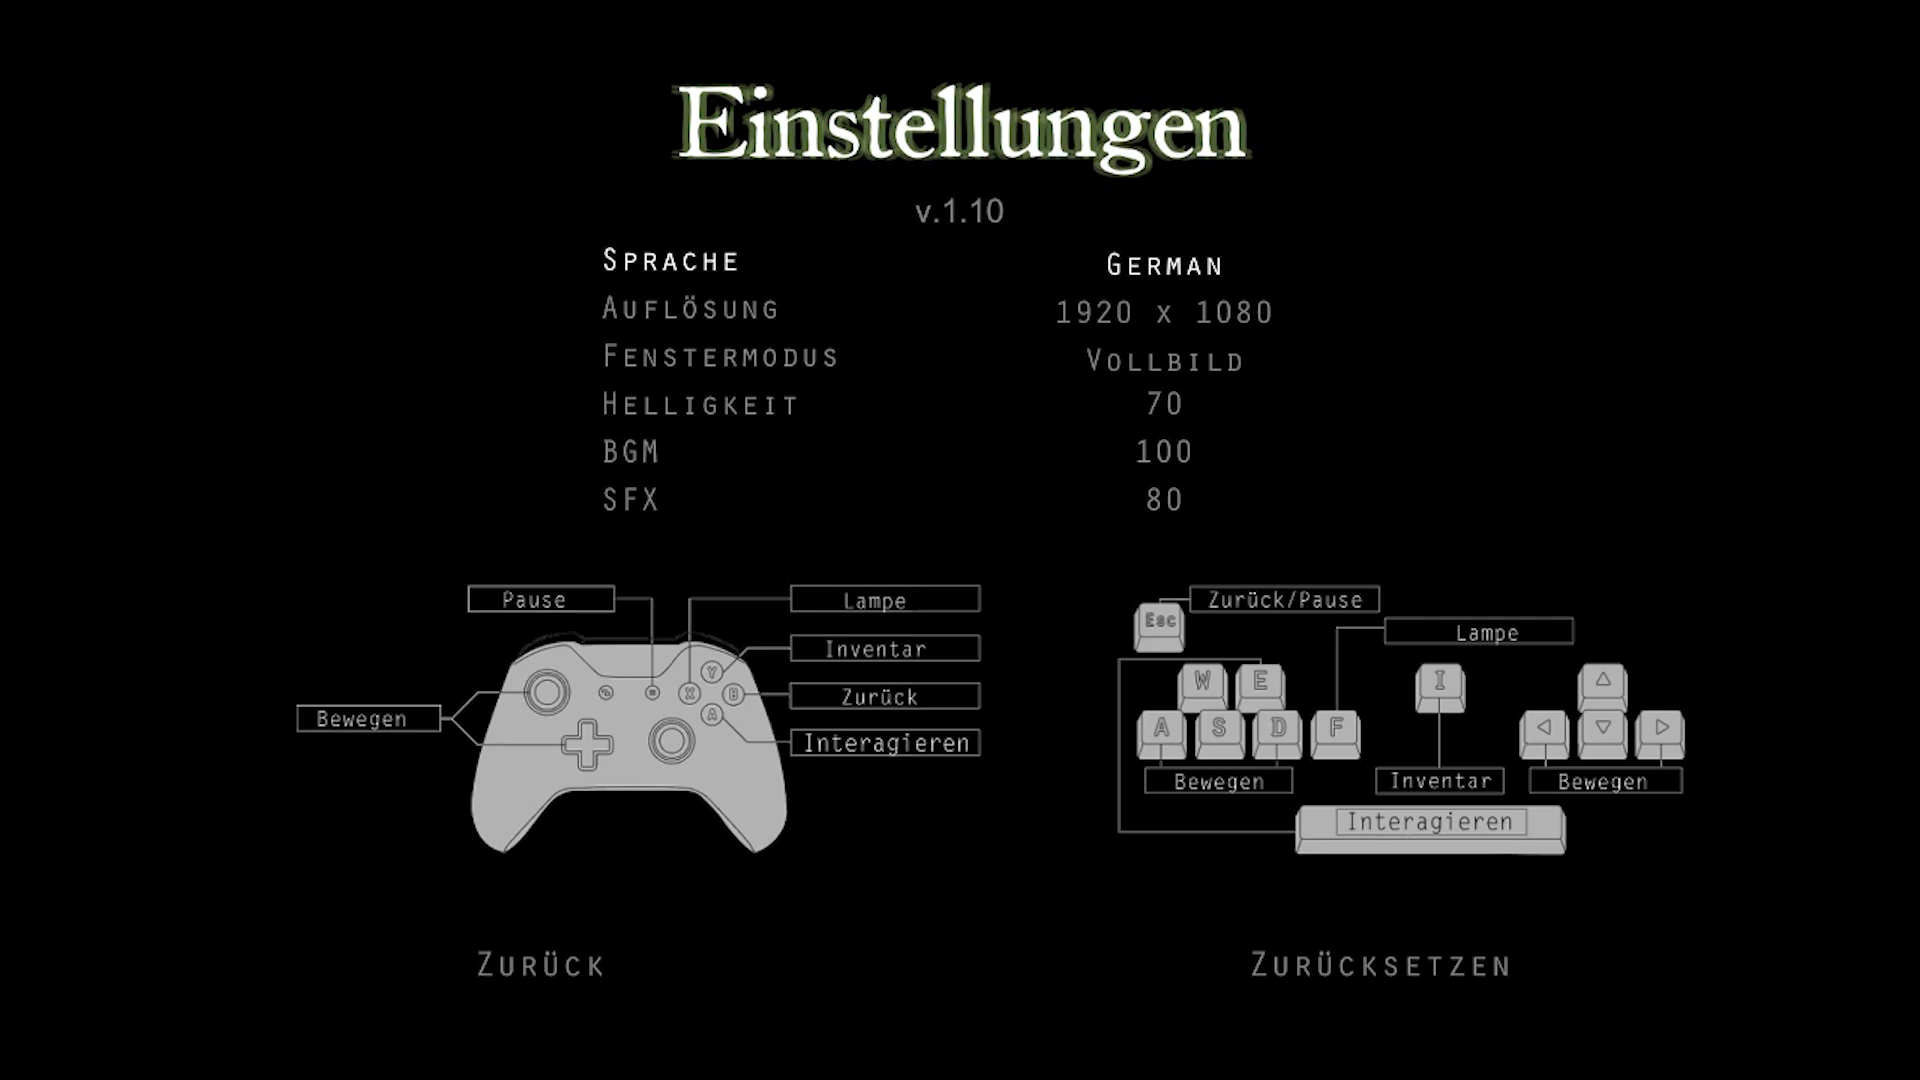 Einstellungen
v.1.10
SPRACHE GERMAN
AUFLÖSUNG 1920 x 1080
FENSTERMODUS VOLLBILD
HELLIGKEIT 70
BGM 100
SFX 80
Pause
Lampe
Inventar
Zurück
Interagieren
Bewegen
Y
X B
A
Esc
Zurück/Pause
Lampe
W E I
A S D F
Bewegen
Inventar
Bewegen
Interagieren
ZURÜCK
ZURÜCKSETZEN